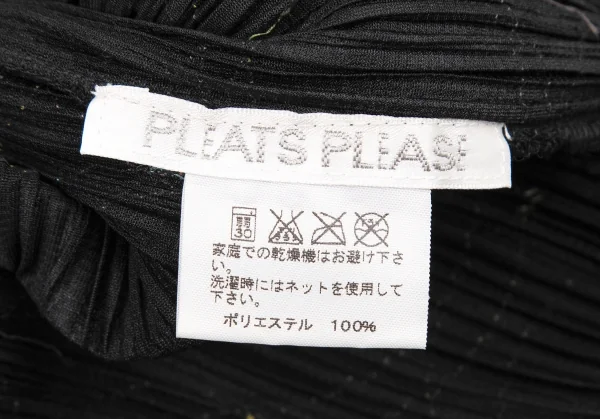 PLEATS PLEASE
弱 30
家庭での乾燥機はお避け下さ
い。
洗濯時にはネットを使用して
下さい。
ポリエステル 100%